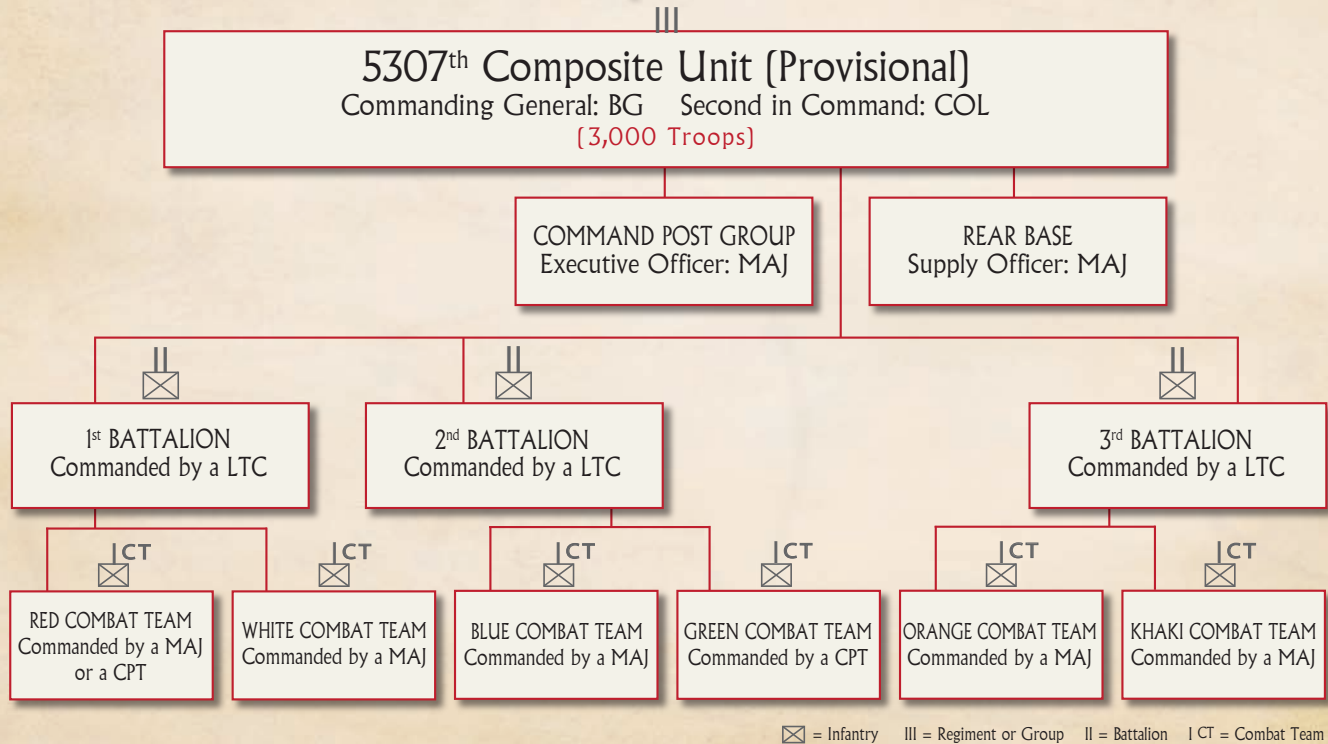 III
5307th Composite Unit (Provisional)
Commanding General: BG Second in Command: COL
(3,000 Troops)
COMMAND POST GROUP
Executive Officer: MAJ
REAR BASE
Supply Officer: MAJ
II
1st BATTALION
Commanded by a LTC
II
2nd BATTALION
Commanded by a LTC
II
3rd BATTALION
Commanded by a LTC
I CT
RED COMBAT TEAM
Commanded by a MAJ
or a CPT
I CT
WHITE COMBAT TEAM
Commanded by a MAJ
I CT
BLUE COMBAT TEAM
Commanded by a MAJ
I CT
GREEN COMBAT TEAM
Commanded by a CPT
I CT
ORANGE COMBAT TEAM
Commanded by a MAJ
I CT
KHAKI COMBAT TEAM
Commanded by a MAJ
= Infantry III = Regiment or Group II = Battalion I CT = Combat Team